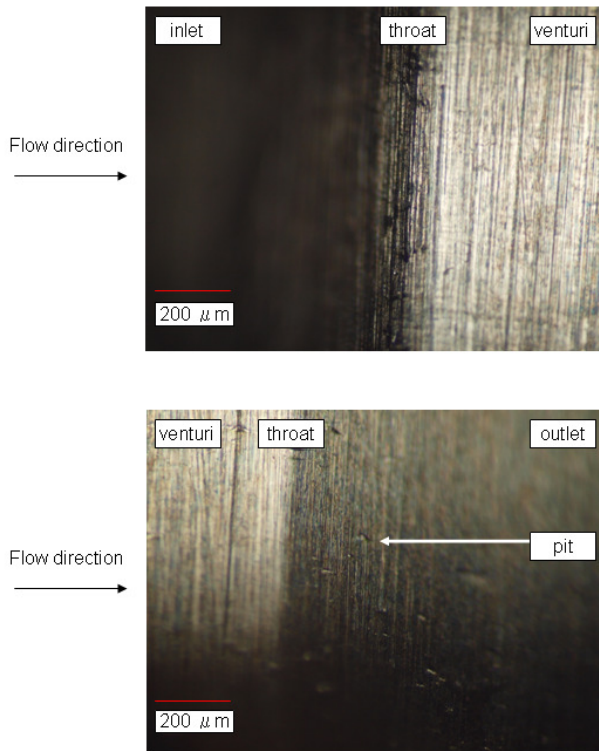 inlet throat venturi
Flow direction
200 μm
venturi throat outlet
Flow direction
pit
200 μm